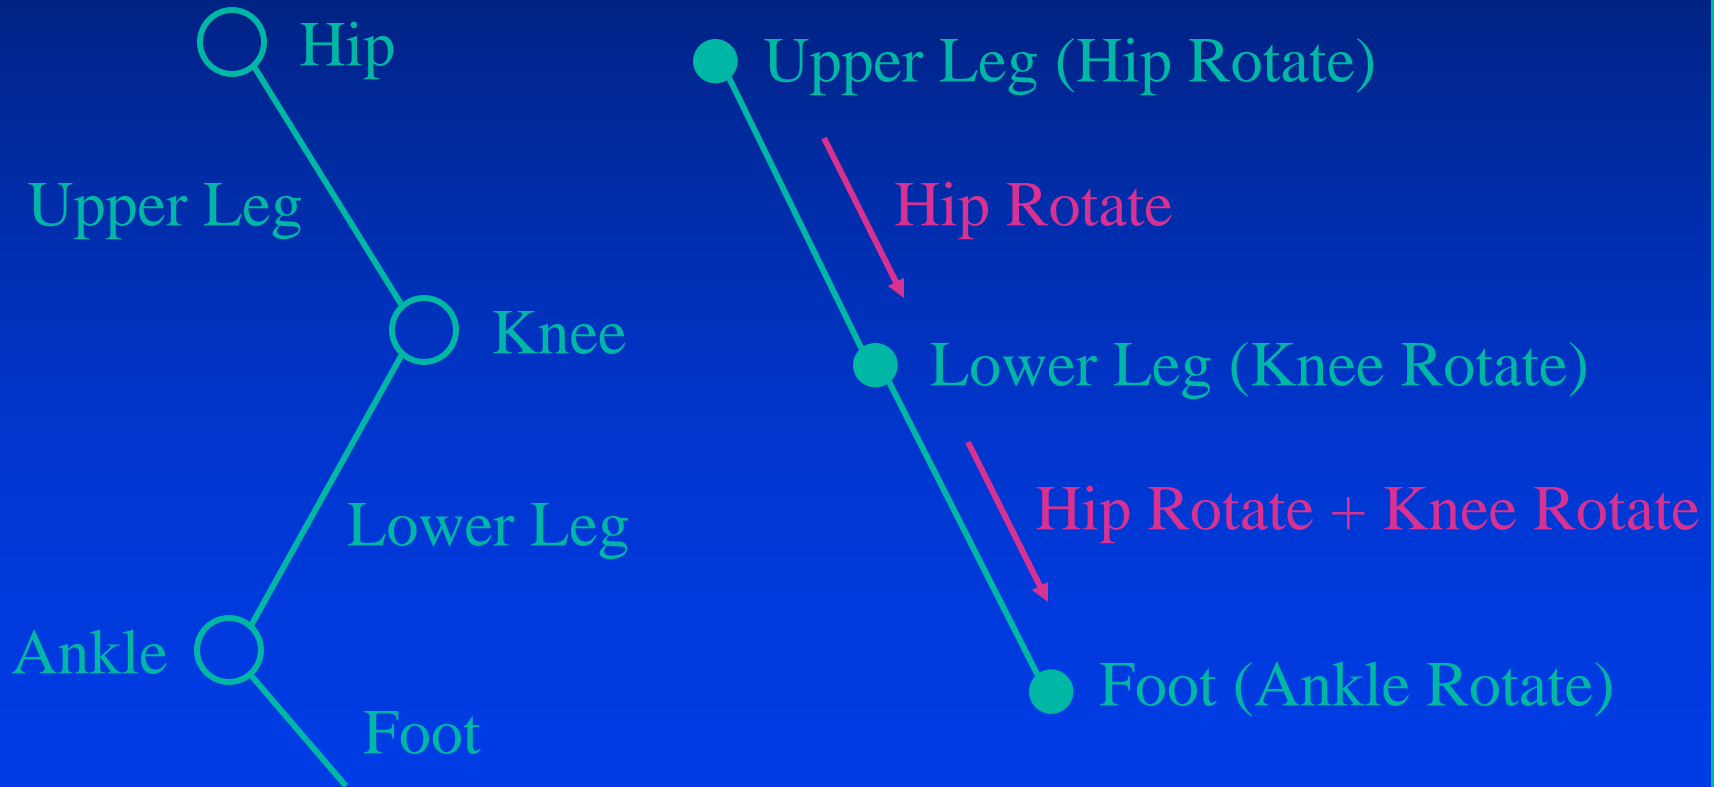 Hip
Upper Leg
Knee
Lower Leg
Ankle
Foot
Upper Leg (Hip Rotate)
Hip Rotate
Lower Leg (Knee Rotate)
Hip Rotate + Knee Rotate
Foot (Ankle Rotate)